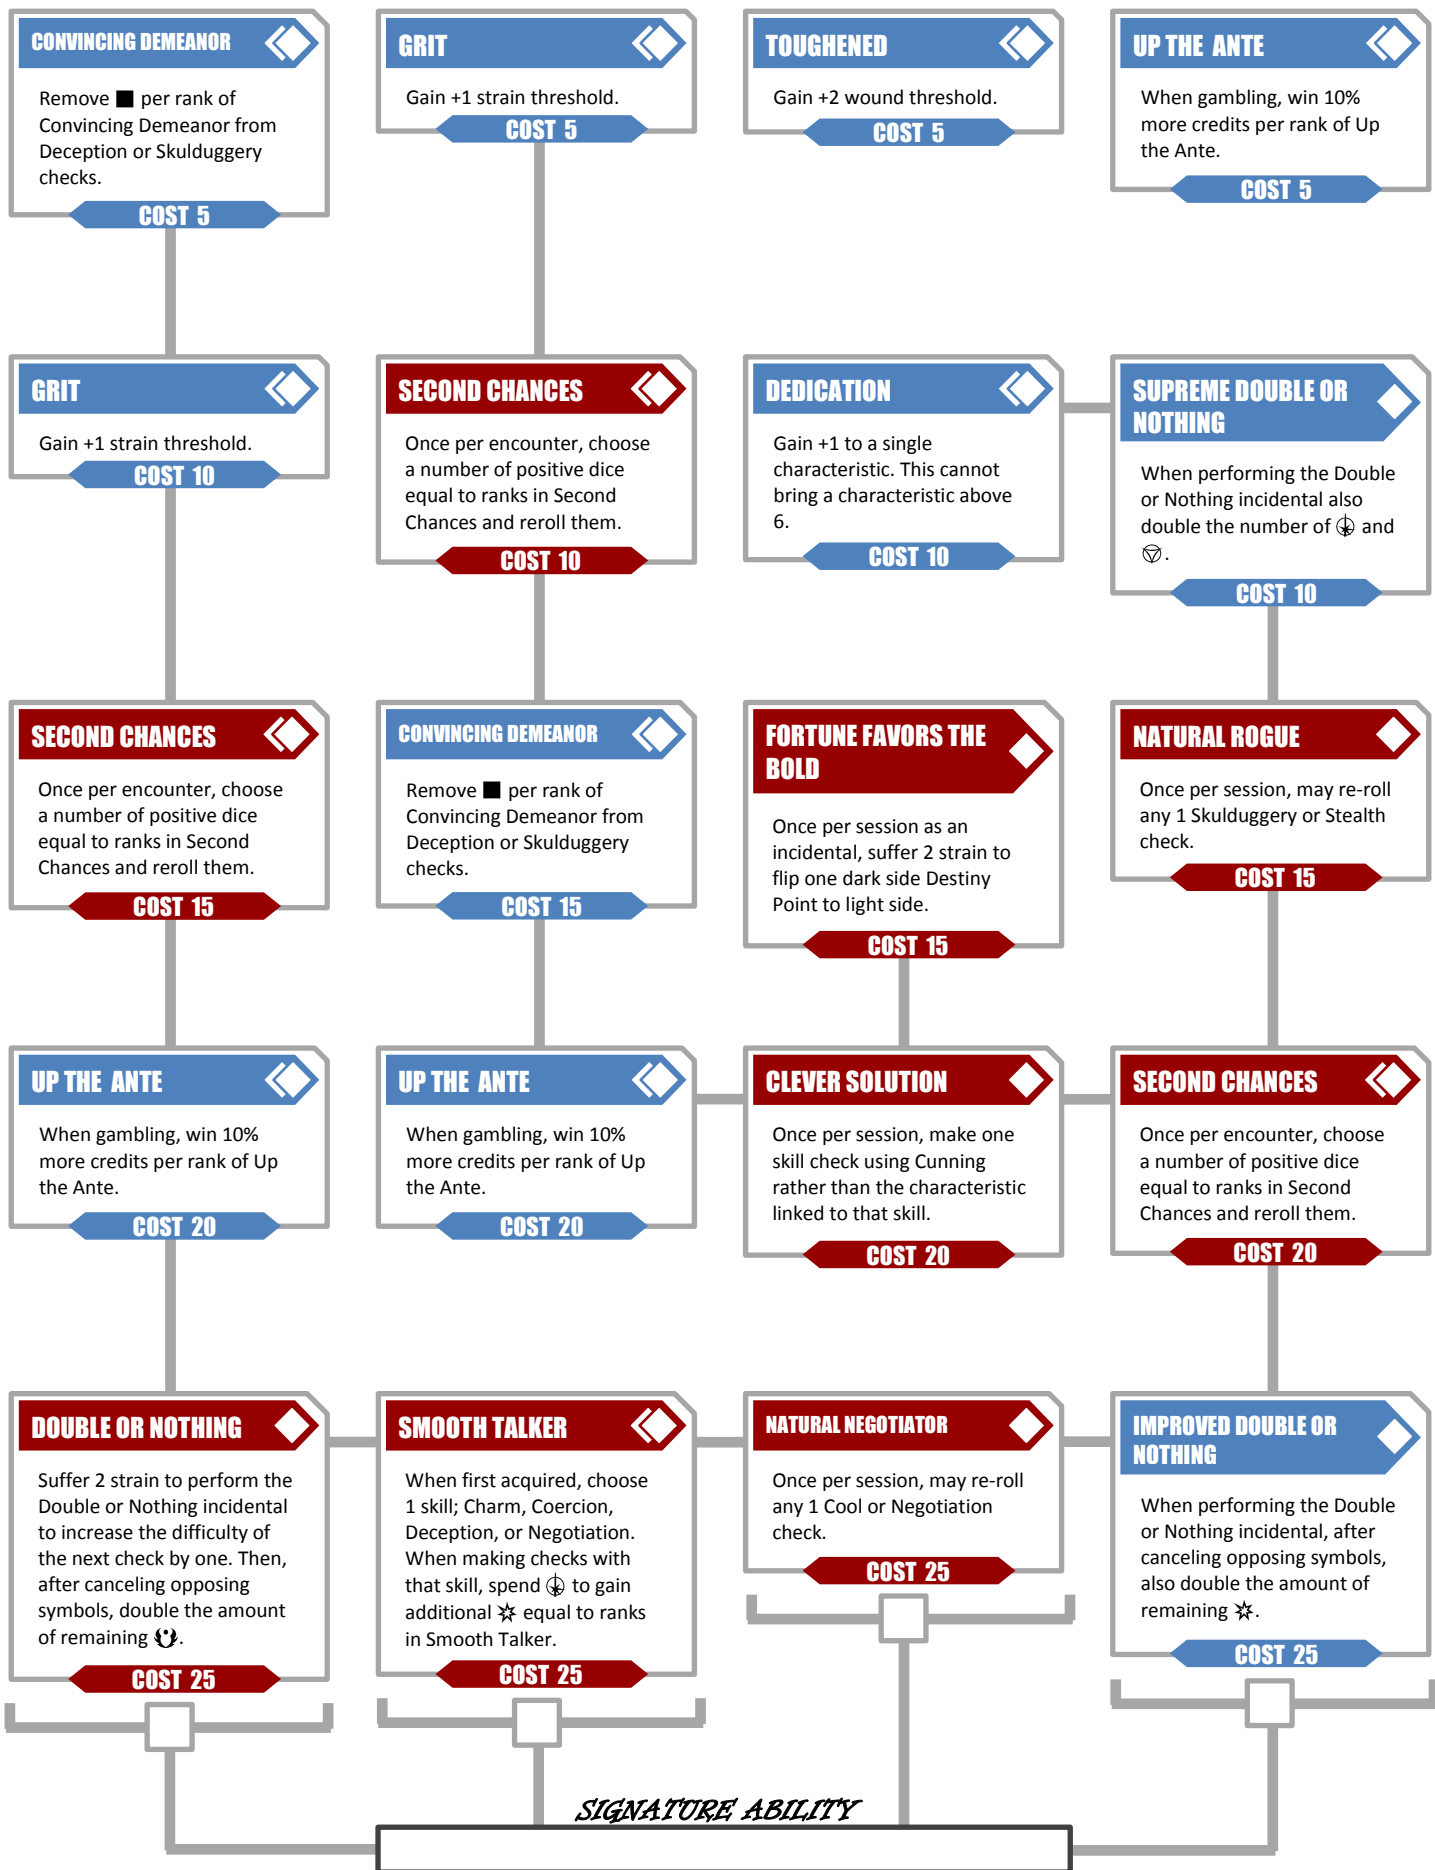 CONVINCING DEMEANOR
Remove ■ per rank of
Convincing Demeanor from
Deception or Skulduggery
checks.
COST 5
GRIT
Gain +1 strain threshold.
COST 5
TOUGHENED
Gain +2 wound threshold.
COST 5
UP THE ANTE
When gambling, win 10%
more credits per rank of Up
the Ante.
COST 5
GRIT
Gain +1 strain threshold.
COST 10
SECOND CHANCES
Once per encounter, choose
a number of positive dice
equal to ranks in Second
Chances and reroll them.
COST 10
DEDICATION
Gain +1 to a single
characteristic. This cannot
bring a characteristic above
6.
COST 10
SUPREME DOUBLE OR
NOTHING
When performing the Double
or Nothing incidental also
double the number of and
.
COST 10
SECOND CHANCES
Once per encounter, choose
a number of positive dice
equal to ranks in Second
Chances and reroll them.
COST 15
CONVINCING DEMEANOR
Remove ■ per rank of
Convincing Demeanor from
Deception or Skulduggery
checks.
COST 15
FORTUNE FAVORS THE
BOLD
Once per session as an
incidental, suffer 2 strain to
flip one dark side Destiny
Point to light side.
COST 15
NATURAL ROGUE
Once per session, may re-roll
any 1 Skulduggery or Stealth
check.
COST 15
UP THE ANTE
When gambling, win 10%
more credits per rank of Up
the Ante.
COST 20
UP THE ANTE
When gambling, win 10%
more credits per rank of Up
the Ante.
COST 20
CLEVER SOLUTION
Once per session, make one
skill check using Cunning
rather than the characteristic
linked to that skill.
COST 20
SECOND CHANCES
Once per encounter, choose
a number of positive dice
equal to ranks in Second
Chances and reroll them.
COST 20
DOUBLE OR NOTHING
Suffer 2 strain to perform the
Double or Nothing incidental
to increase the difficulty of
the next check by one. Then,
after canceling opposing
symbols, double the amount
of remaining .
COST 25
SMOOTH TALKER
When first acquired, choose
1 skill; Charm, Coercion,
Deception, or Negotiation.
When making checks with
that skill, spend to gain
additional equal to ranks
in Smooth Talker.
COST 25
NATURAL NEGOTIATOR
Once per session, may re-roll
any 1 Cool or Negotiation
check.
COST 25
IMPROVED DOUBLE OR
NOTHING
When performing the Double
or Nothing incidental, after
canceling opposing symbols,
also double the amount of
remaining .
COST 25
SIGNATURE ABILITY